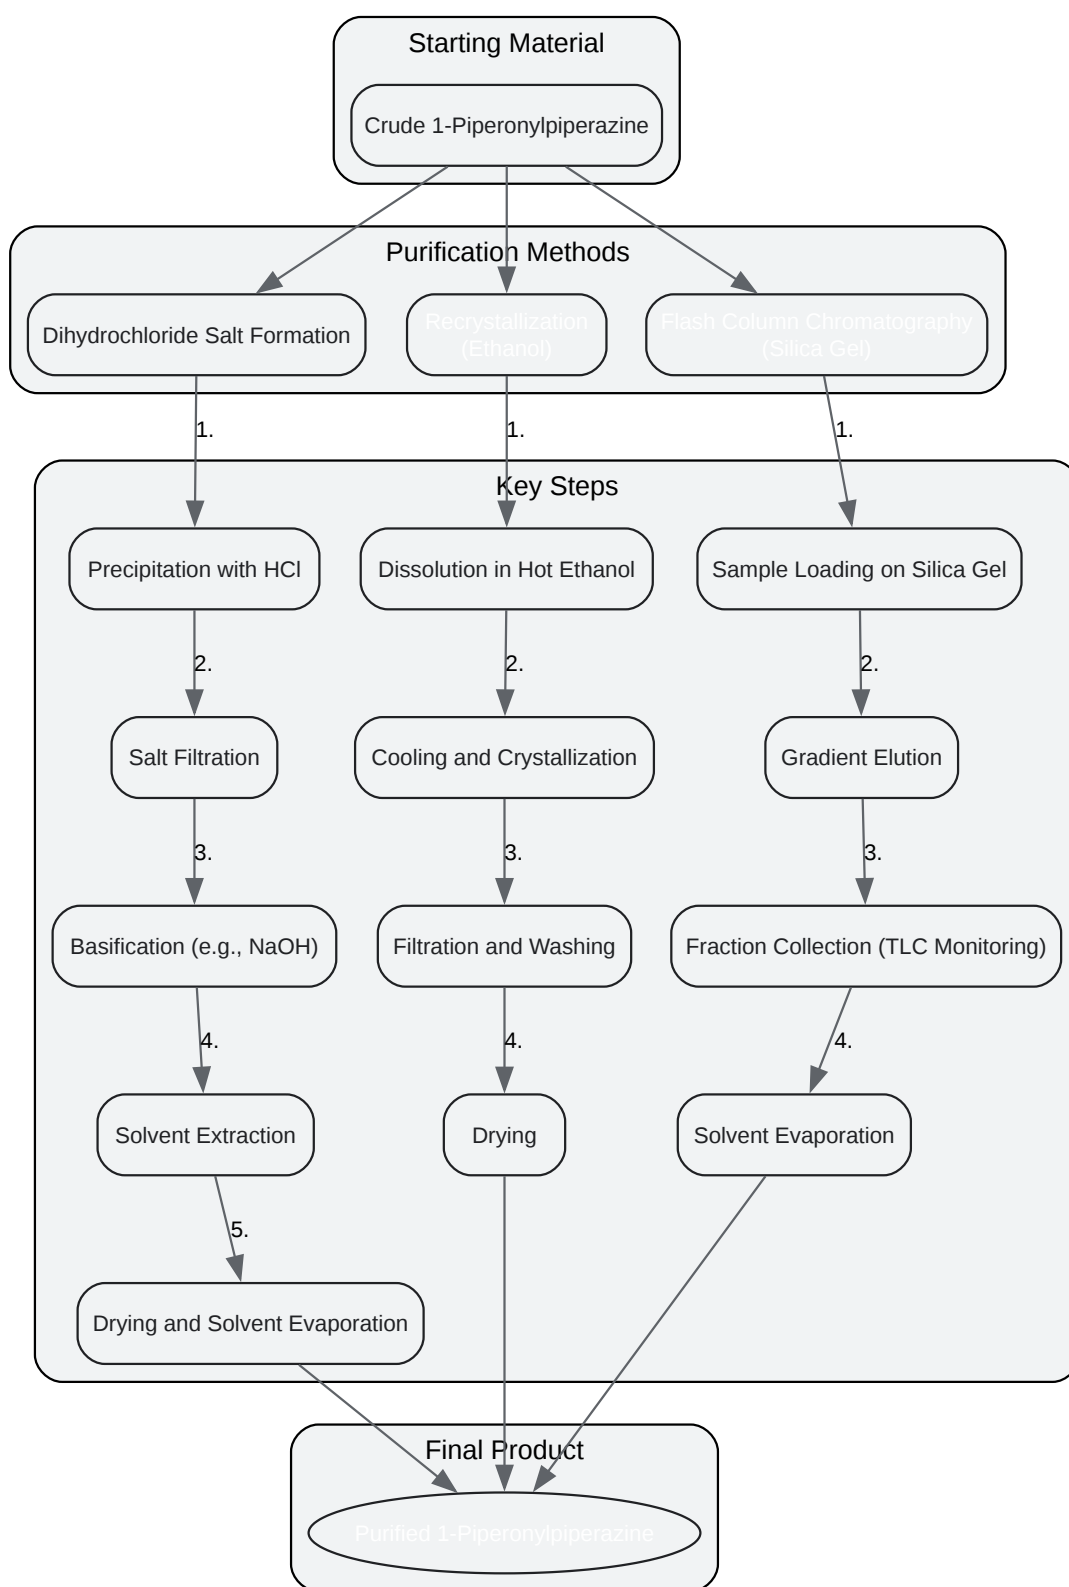 Starting Material
Crude 1-Piperonylpiperazine
Purification Methods
Dihydrochloride Salt Formation
Recrystallization
(Ethanol)
Flash Column Chromatography
(Silica Gel)
1.
1.
1.
Key Steps
Precipitation with HCl
Dissolution in Hot Ethanol
Sample Loading on Silica Gel
2.
2.
2.
Salt Filtration
Cooling and Crystallization
Gradient Elution
3.
3.
3.
Basification (e.g., NaOH)
Filtration and Washing
Fraction Collection (TLC Monitoring)
4.
4.
4.
Solvent Extraction
Drying
Solvent Evaporation
5.
Drying and Solvent Evaporation
Final Product
Purified 1-Piperonylpiperazine